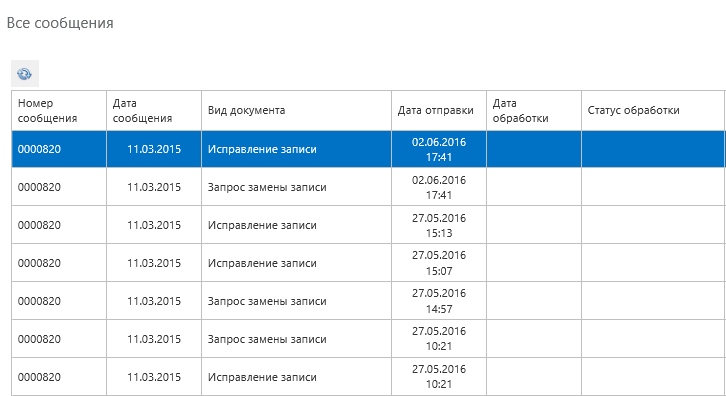 Все сообщения
Номер сообщения Дата сообщения Вид документа Дата отправки Дата обработки Статус обработки
0000820 11.03.2015 Исправление записи 02.06.2016 17:41
0000820 11.03.2015 Запрос замены записи 02.06.2016 17:41
0000820 11.03.2015 Исправление записи 27.05.2016 15:13
0000820 11.03.2015 Исправление записи 27.05.2016 15:07
0000820 11.03.2015 Запрос замены записи 27.05.2016 14:57
0000820 11.03.2015 Запрос замены записи 27.05.2016 10:21
0000820 11.03.2015 Исправление записи 27.05.2016 10:21